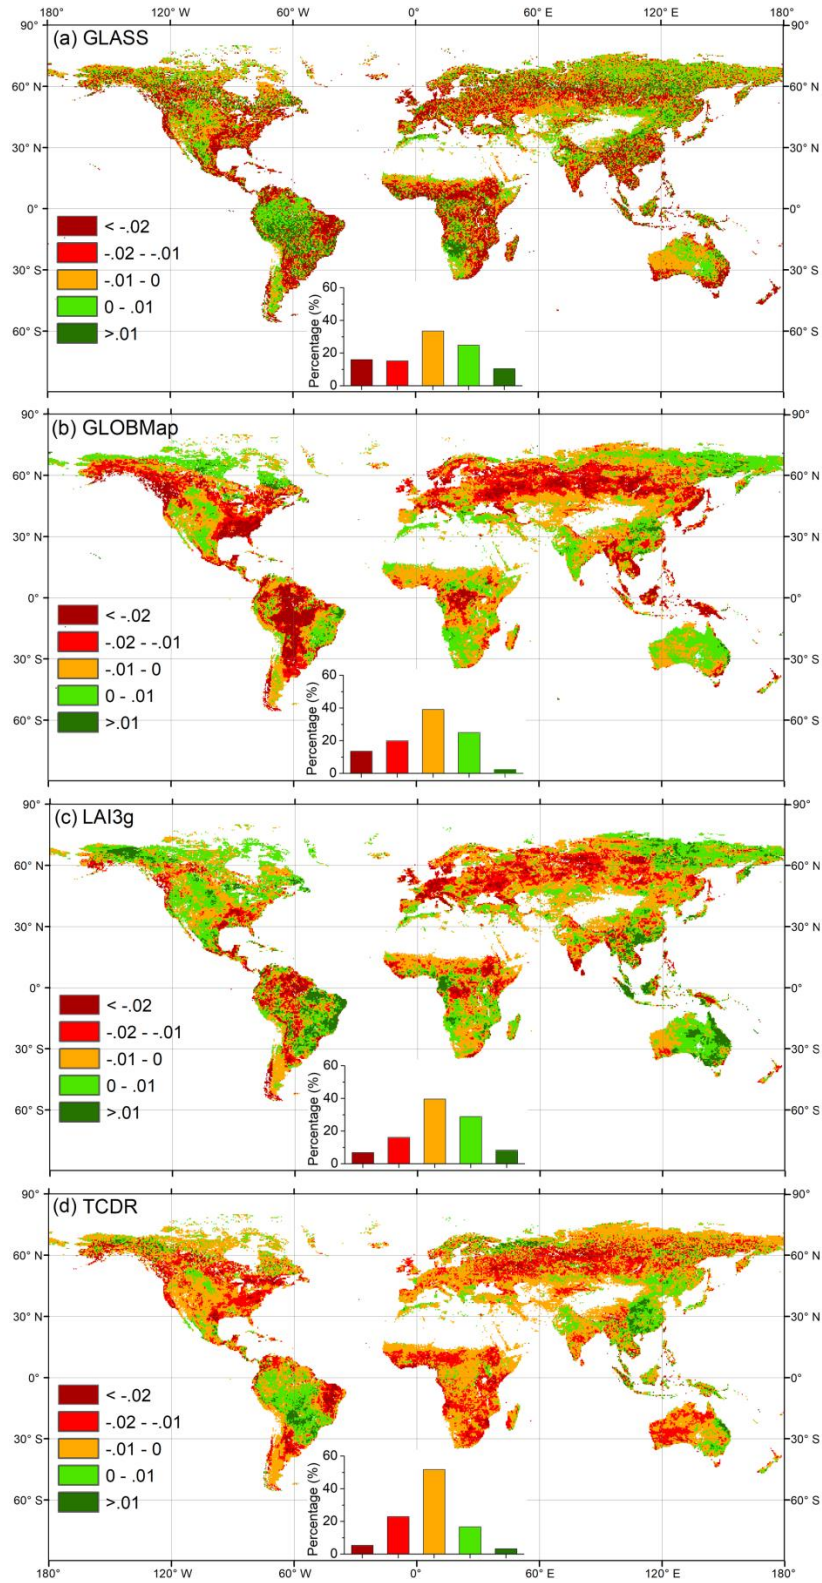 180° 120° W 60° W 0° 60° E 120° E 180°
90° 90°
(a) GLASS
60° N 60° N
30° N 30° N
0° 0°
< -.02
-.02 - -.01
30° S 30° S
-.01 - 0
0 - .01
60° S 60° S
>.01
Percentage (%)
60
40
20
0
90° 90°
(b) GLOBMap
60° N 60° N
30° N 30° N
0° 0°
< -.02
-.02 - -.01
30° S 30° S
-.01 - 0
0 - .01
60° S 60° S
>.01
Percentage (%)
60
40
20
0
90° 90°
(c) LAI3g
60° N 60° N
30° N 30° N
0° 0°
< -.02
-.02 - -.01
30° S 30° S
-.01 - 0
0 - .01
60° S 60° S
>.01
Percentage (%)
60
40
20
0
90° 90°
(d) TCDR
60° N 60° N
30° N 30° N
0° 0°
< -.02
-.02 - -.01
30° S 30° S
-.01 - 0
0 - .01
60° S 60° S
>.01
Percentage (%)
60
40
20
0
180° 120° W 60° W 0° 60° E 120° E 180°